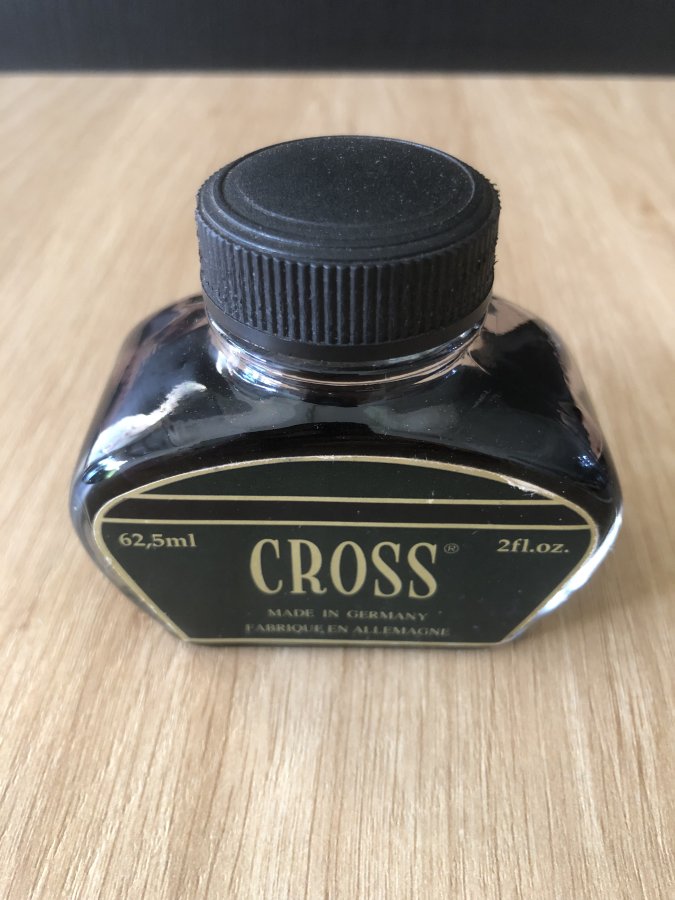 62,5ml CROSS® 2fl.oz.
MADE IN GERMANY
FABRIQUE EN ALLEMAGNE